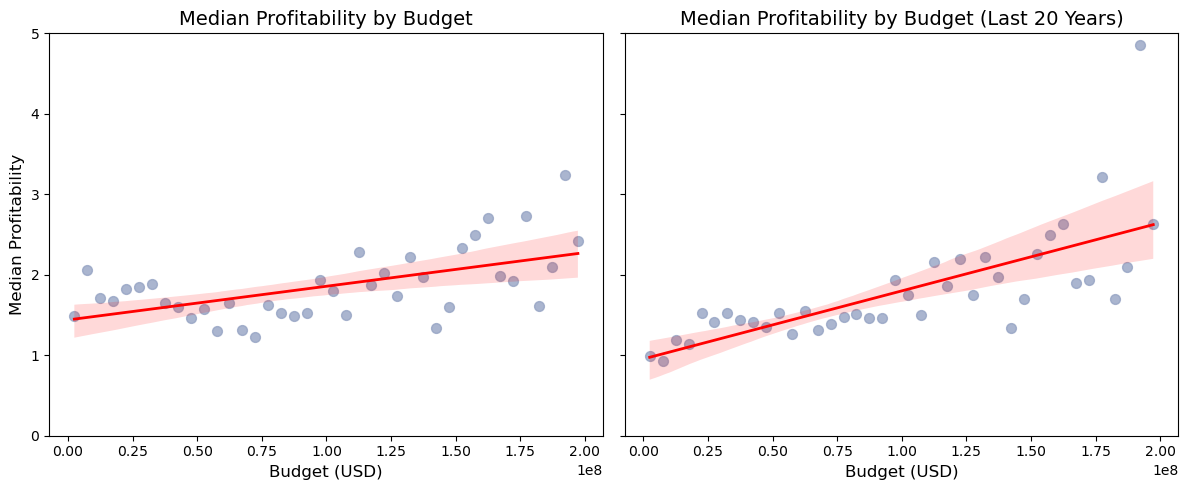 Median Profitability by Budget
Median Profitability
5
4
3
2
1
0
0.00 0.25 0.50 0.75 1.00 1.25 1.50 1.75 2.00
1e8
Budget (USD)
Median Profitability by Budget (Last 20 Years)
0.00 0.25 0.50 0.75 1.00 1.25 1.50 1.75 2.00
1e8
Budget (USD)